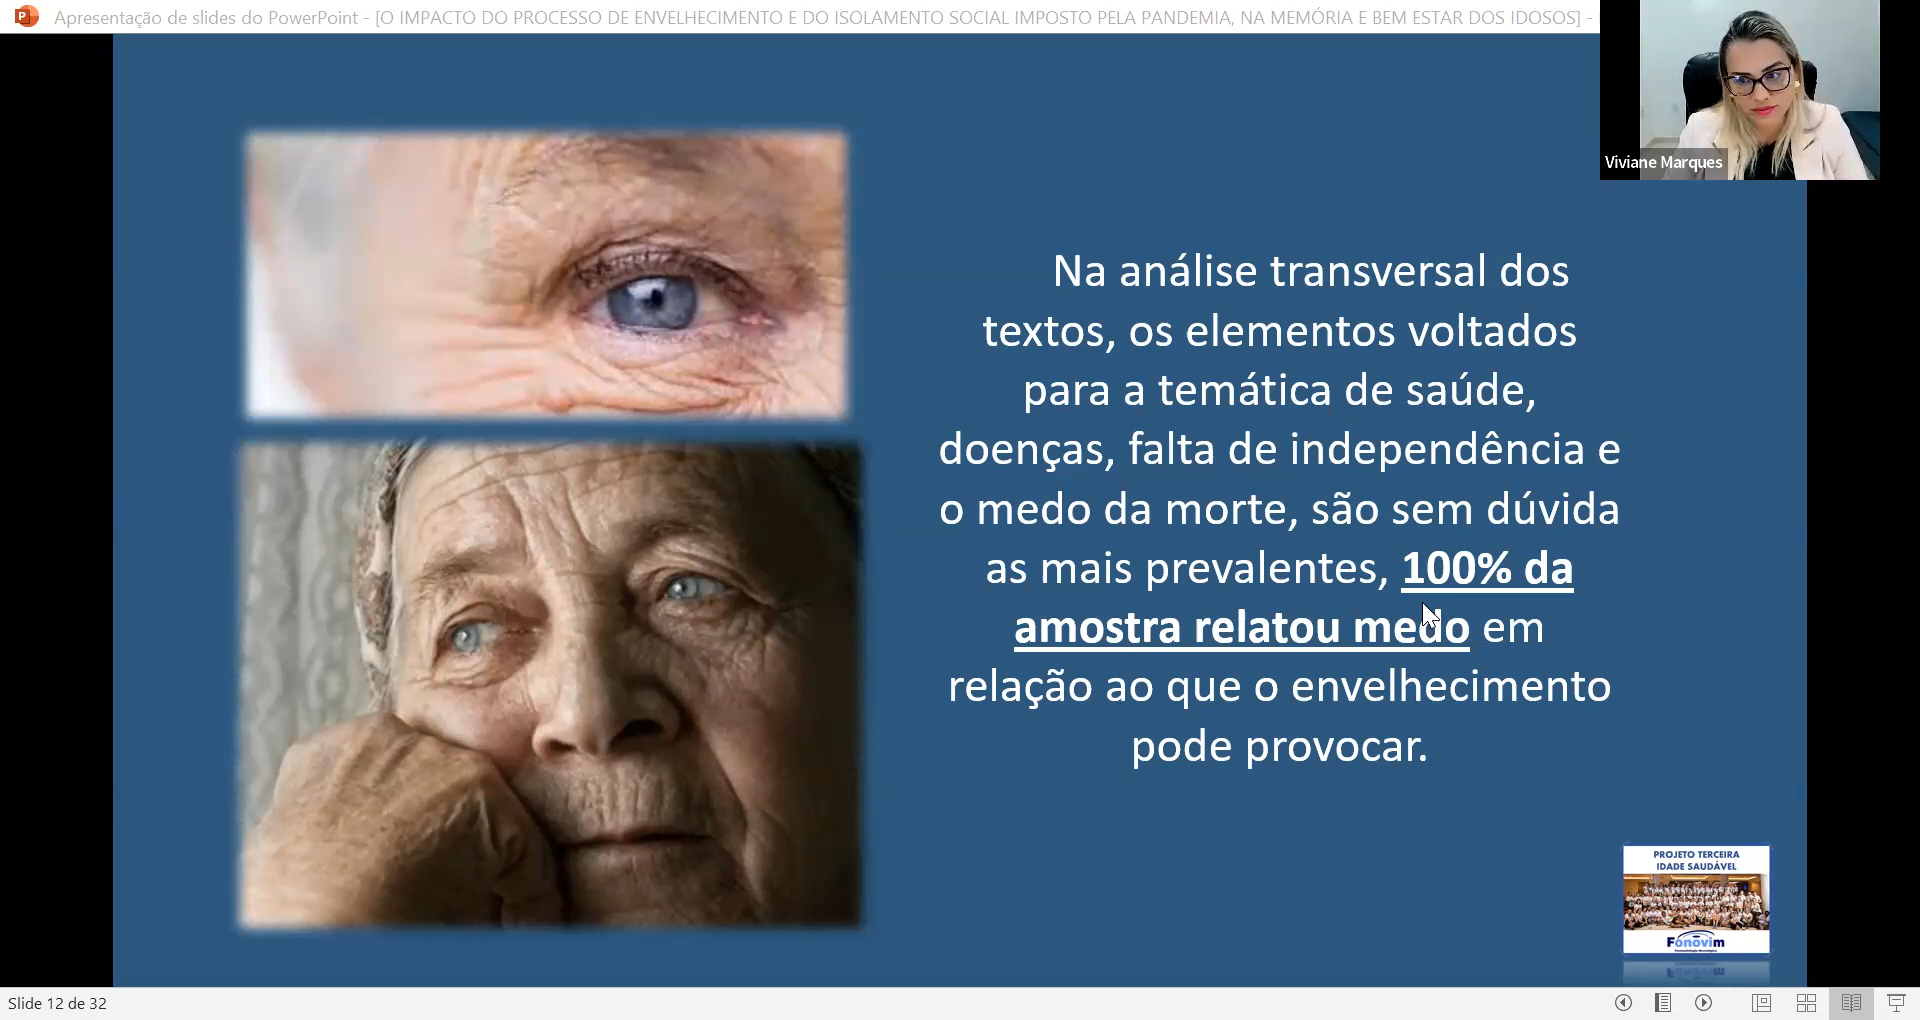 Apresentação de slides do PowerPoint - [O IMPACTO DO PROCESSO DE ENVELHECIMENTO E DO ISOLAMENTO SOCIAL IMPOSTO PELA PANDEMIA, NA MEMÓRIA E BEM ESTAR DOS IDOSOS] -
Viviane Marques
Na análise transversal dos
textos, os elementos voltados
para a temática de saúde,
doenças, falta de independência e
o medo da morte, são sem dúvida
as mais prevalentes, 100% da
amostra relatou medo em
relação ao que o envelhecimento
pode provocar.
PROJETO TERCEIRA
IDADE SAUDÁVEL
Fonovim
Slide 12 de 32